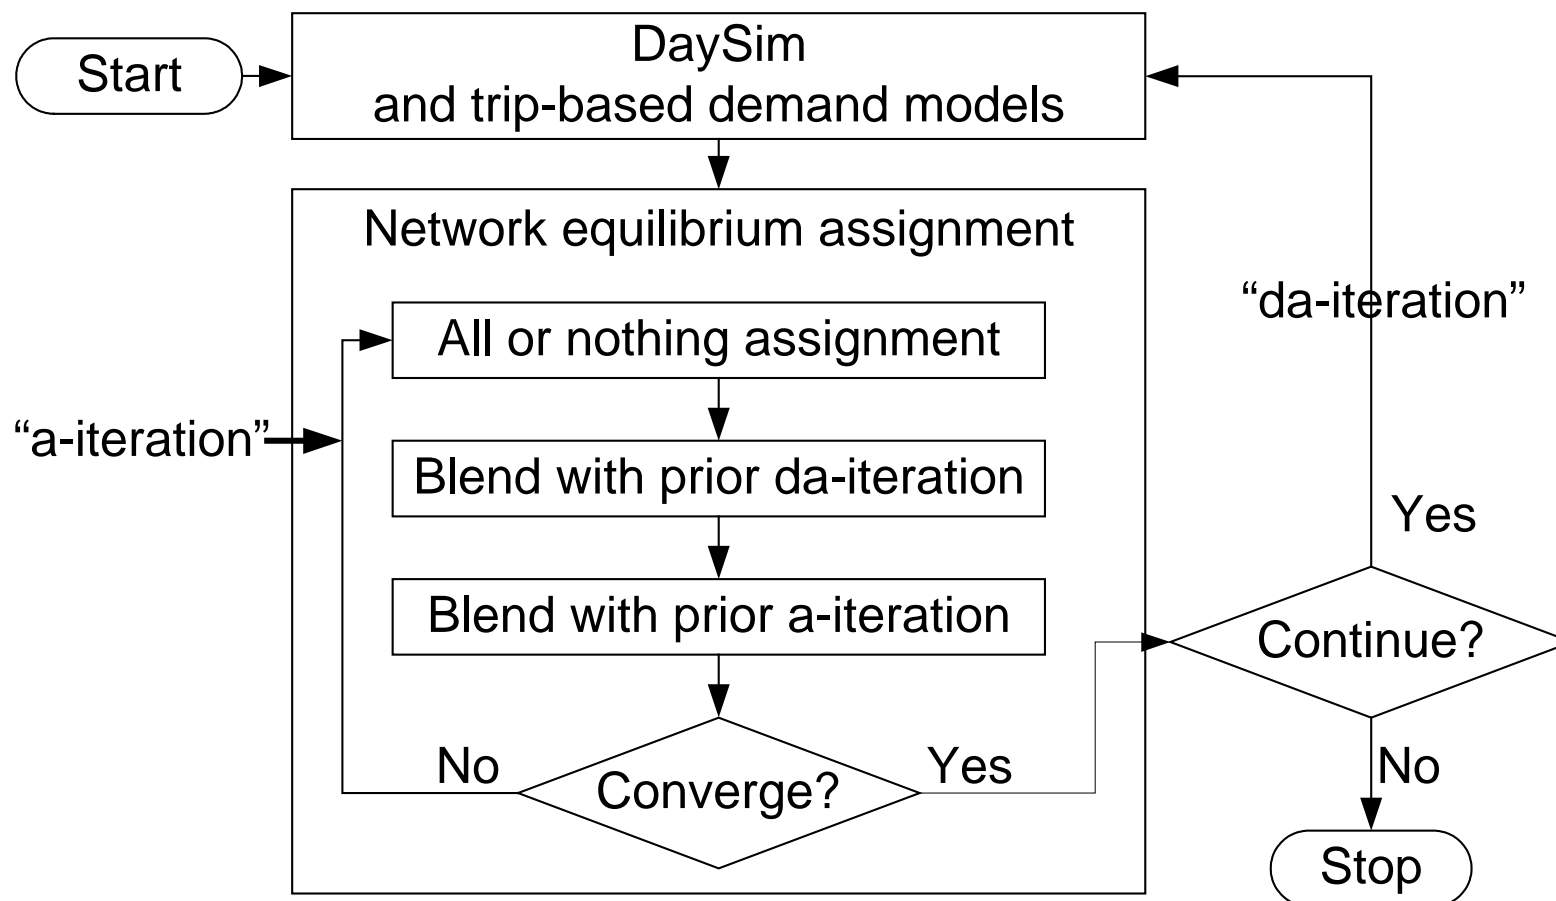 Start
DaySim
and trip-based demand models
Network equilibrium assignment
“da-iteration”
All or nothing assignment
“a-iteration”
Blend with prior da-iteration
Yes
Blend with prior a-iteration
Continue?
No
Converge?
Yes
No
Stop